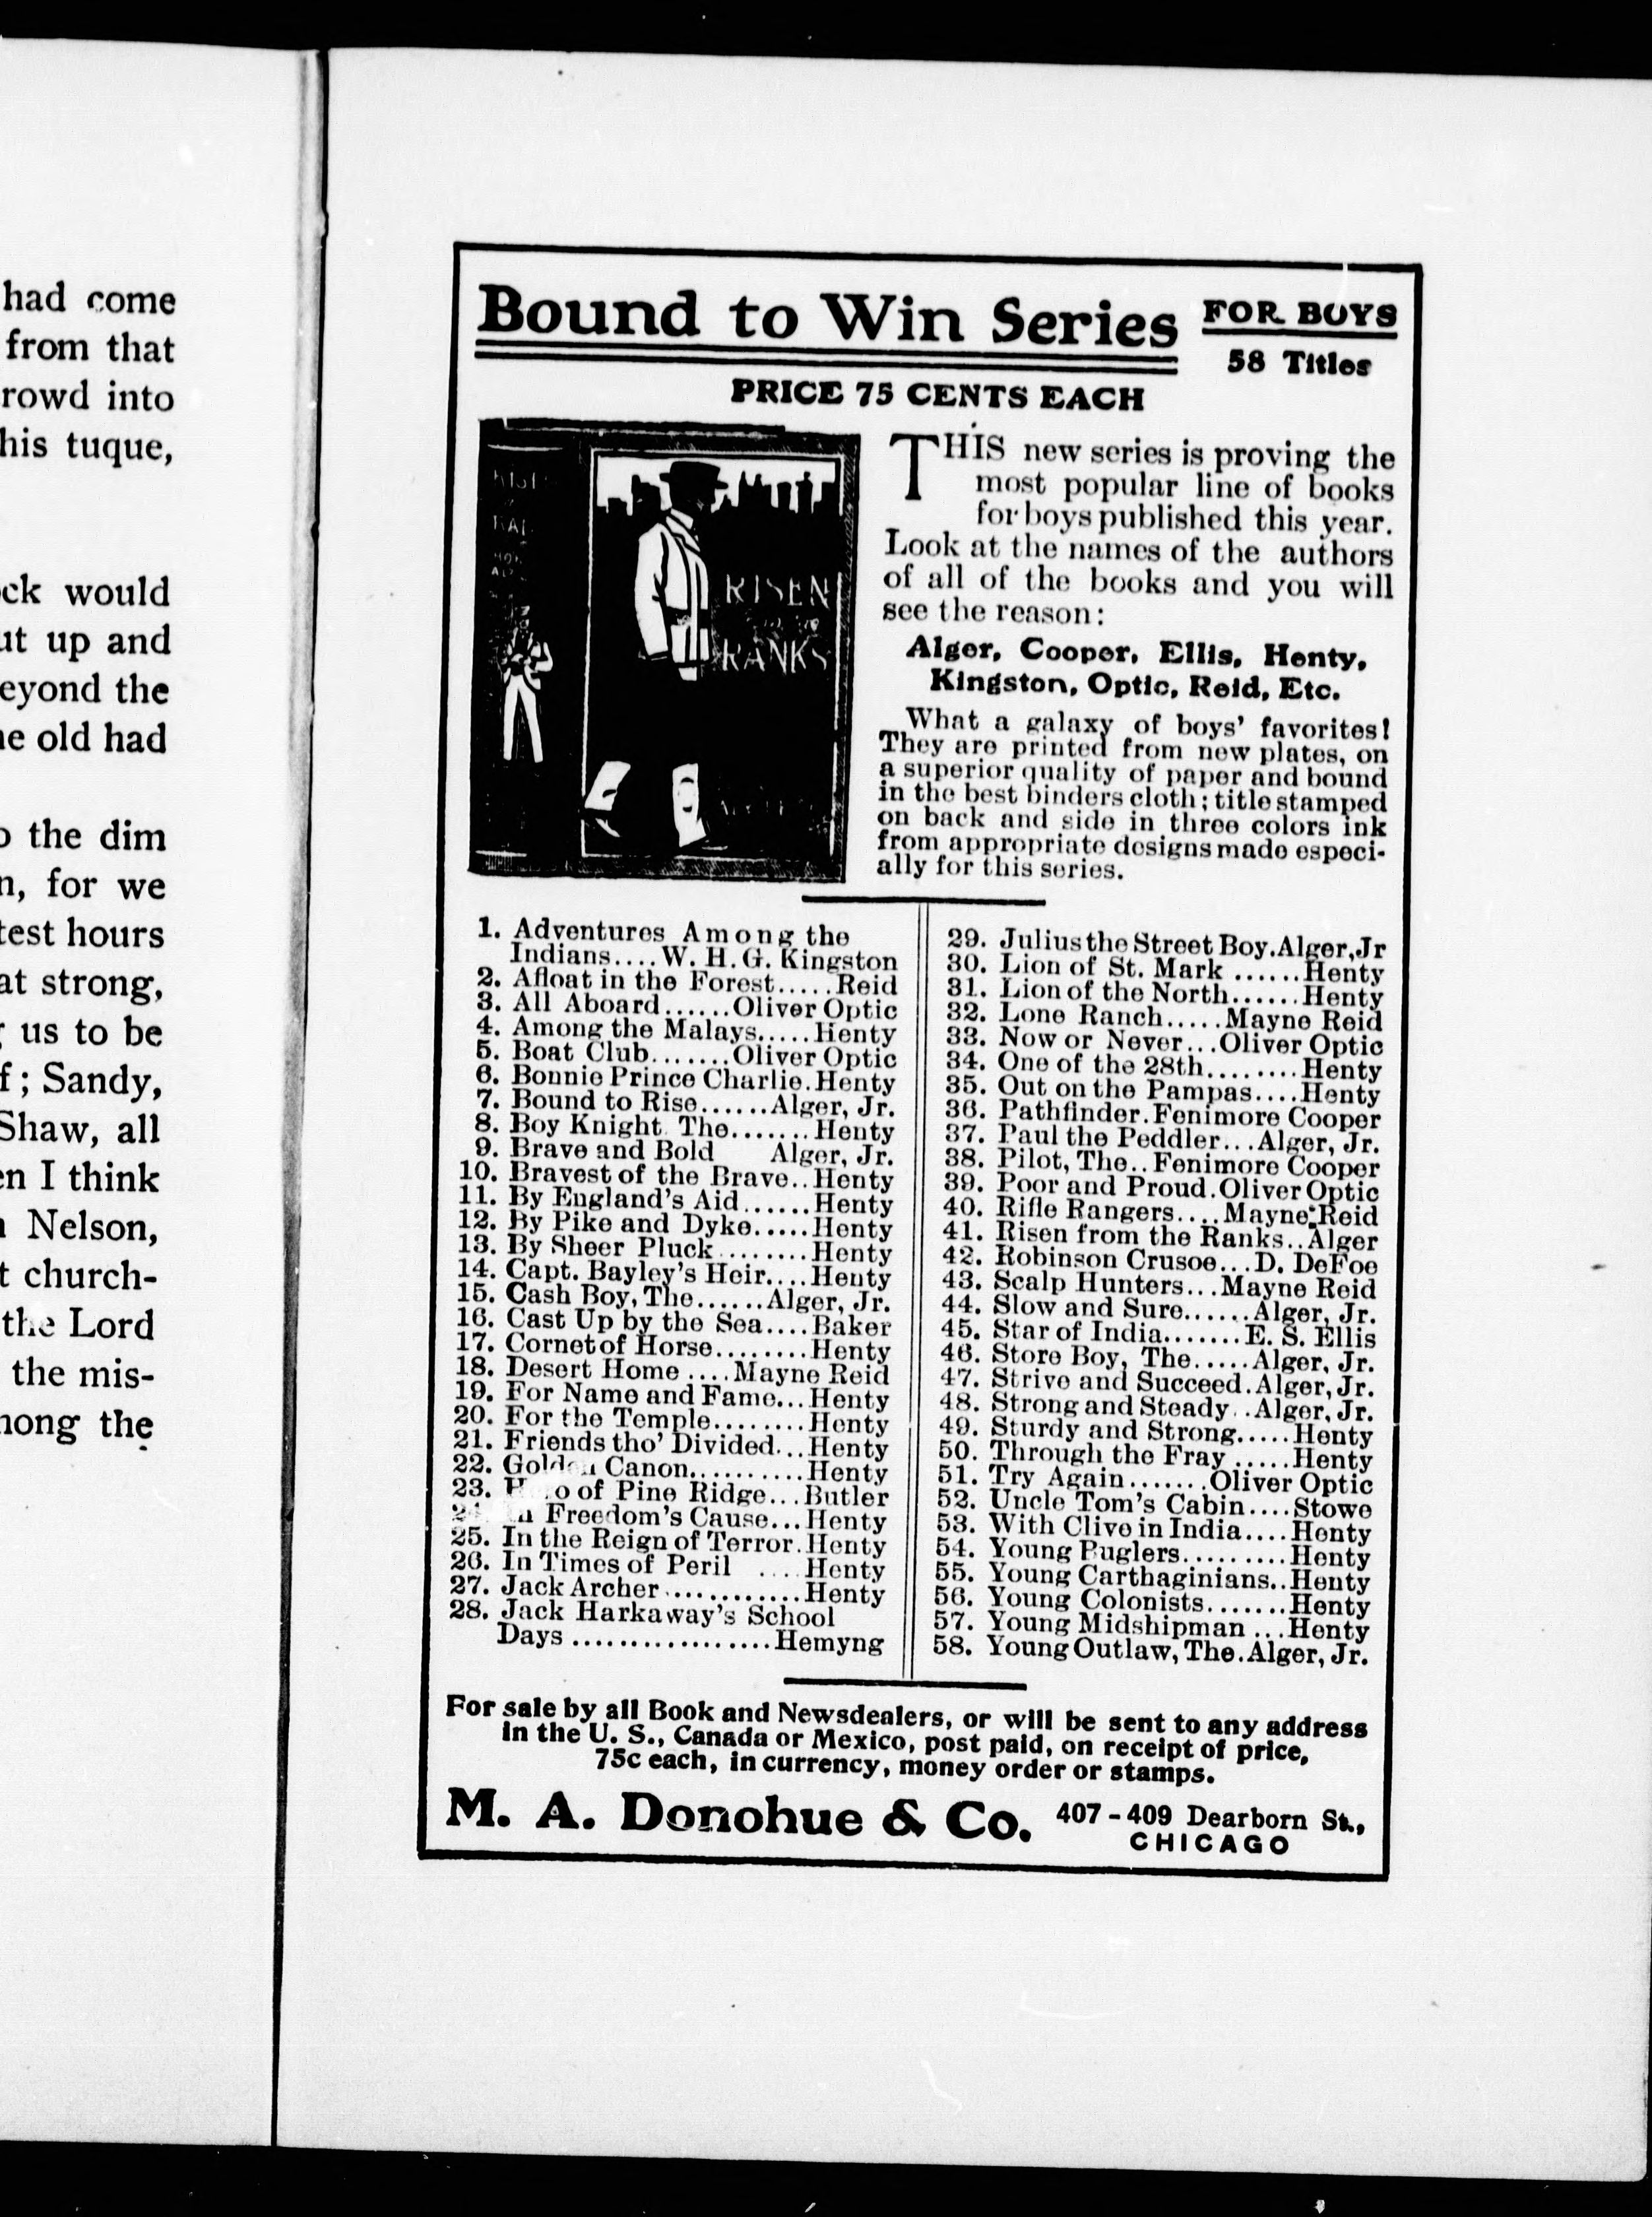 had come
from that
rowd into
his tuque,
ck would
ut up and
eyond the
e old had
the dim
n, for we
test hours
at strong,
us to be
f; Sandy,
Shaw, all
en I think
Nelson,
t church-
the Lord
the mis-
nong the
Bound to Win Series
FOR BOYS
58 Titles
PRICE 75 CENTS EACH
RISEN
RANKS
THIS new series is proving the
most popular line of books
for boys published this year.
Look at the names of the authors
of all of the books and you will
see the reason:
Alger, Cooper, Ellis, Henty,
Kingston, Optic, Reid, Etc.
What a galaxy of boys' favorites!
They are printed from new plates, on
a superior quality of paper and bound
in the best binders cloth; title stamped
on back and side in three colors ink
from appropriate designs made especi-
ally for this series.
1. Adventures Among the
Indians....W. H. G. Kingston
2. Afloat in the Forest.....Reid
3. All Aboard......Oliver Optic
4. Among the Malays.....Henty
5. Boat Club.......Oliver Optic
6. Bonnie Prince Charlie.Henty
7. Bound to Rise......Alger, Jr.
8. Boy Knight The.......Henty
9. Brave and Bold Alger, Jr.
10. Bravest of the Brave..Henty
11. By England's Aid......Henty
12. By Pike and Dyke.....Henty
13. By Sheer Pluck........Henty
14. Capt. Bayley's Heir....Henty
15. Cash Boy, The......Alger, Jr.
16. Cast Up by the Sea....Baker
17. Cornet of Horse........Henty
18. Desert Home ....Mayne Reid
19. For Name and Fame...Henty
20. For the Temple........Henty
21. Friends tho' Divided...Henty
22. Golden Canon..........Henty
23. Hero of Pine Ridge...Butler
Freedom's Cause...Henty
25. In the Reign of Terror.Henty
26. In Times of Peril ....Henty
27. Jack Archer............Henty
28. Jack Harkaway's School
Days .................Hemyng
29. Julius the Street Boy.Alger, Jr
30. Lion of St. Mark ......Henty
31. Lion of the North......Henty
32. Lone Ranch.....Mayne Reid
33. Now or Never...Oliver Optic
34. One of the 28th........Henty
35. Out on the Pampas....Henty
36. Pathfinder.Fenimore Cooper
37. Paul the Peddler...Alger, Jr.
38. Pilot, The..Fenimore Cooper
39. Poor and Proud.Oliver Optic
40. Rifle Rangers....Mayne Reid
41. Risen from the Ranks..Alger
42. Robinson Crusoe...D. DeFoe
43. Scalp Hunters...Mayne Reid
44. Slow and Sure......Alger, Jr.
45. Star of India.......E. S. Ellis
46. Store Boy, The.....Alger, Jr.
47. Strive and Succeed.Alger, Jr.
48. Strong and Steady..Alger, Jr.
49. Sturdy and Strong.....Henty
50. Through the Fray .....Henty
51. Try Again.......Oliver Optic
52. Uncle Tom's Cabin....Stowe
53. With Clive in India....Henty
54. Young Buglers.........Henty
55. Young Carthaginians..Henty
56. Young Colonists.......Henty
57. Young Midshipman ...Henty
58. Young Outlaw, The.Alger, Jr.
For sale by all Book and Newsdealers, or will be sent to any address
in the U. S., Canada or Mexico, post paid, on receipt of price,
75c each, in currency, money order or stamps.
M. A. Donohue & Co.
407-409 Dearborn St.,
CHICAGO